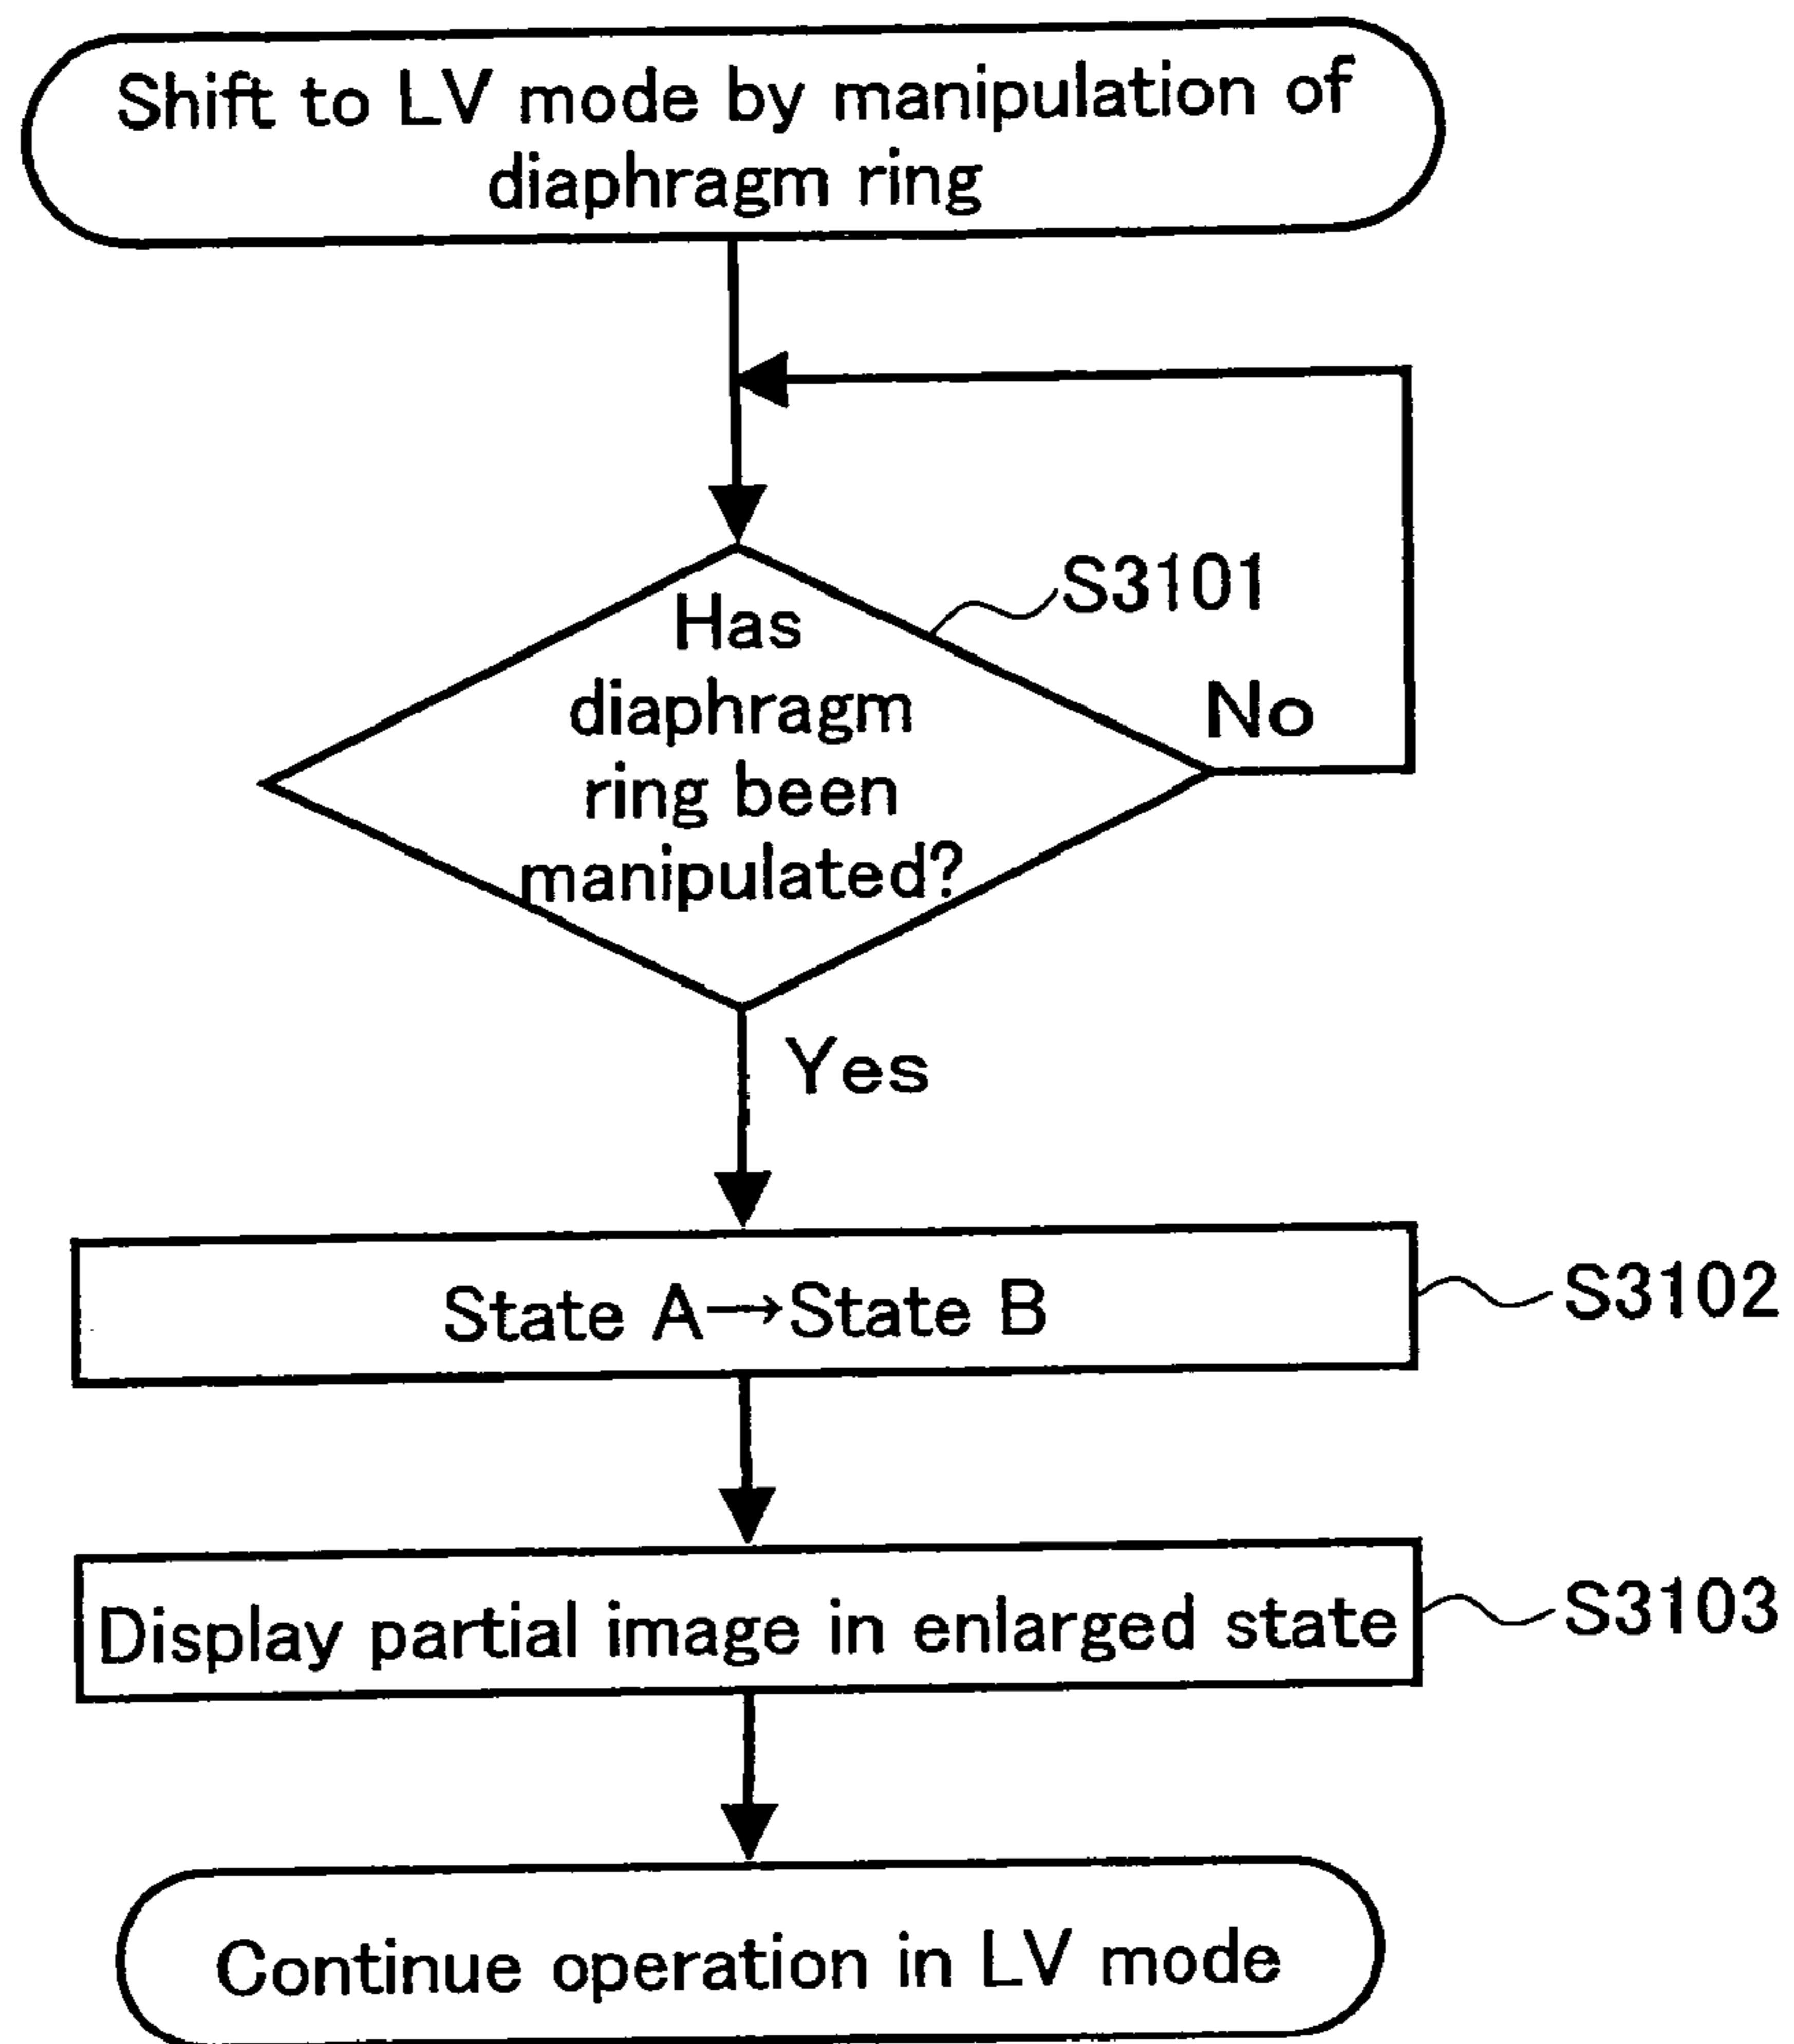 Shift to LV mode by manipulation of
diaphragm ring
S3101
Has
diaphragm
ring been
manipulated?
No
Yes
State A→State B
S3102
Display partial image in enlarged state
S3103
Continue operation in LV mode